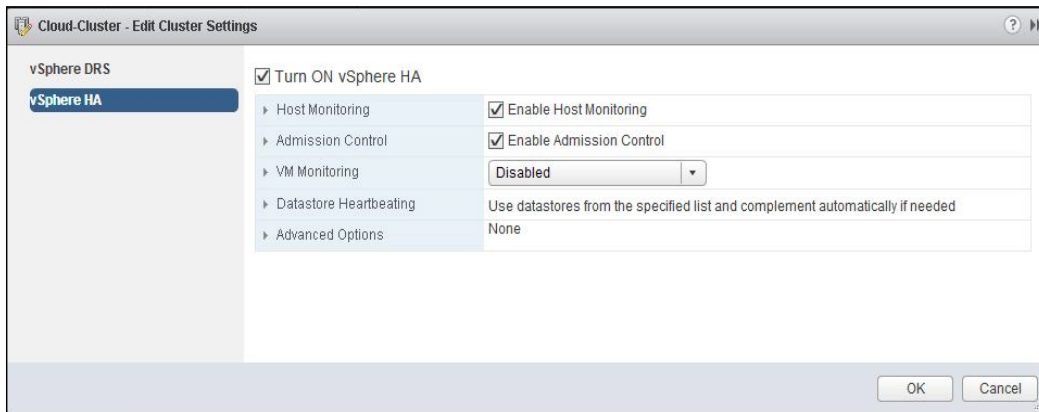 Cloud-Cluster - Edit Cluster Settings
?
vSphere DRS
vSphere HA
Turn ON vSphere HA
Host Monitoring Enable Host Monitoring
Admission Control Enable Admission Control
VM Monitoring Disabled
Datastore Heartbeating Use datastores from the specified list and complement automatically if needed
Advanced Options None
OK Cancel